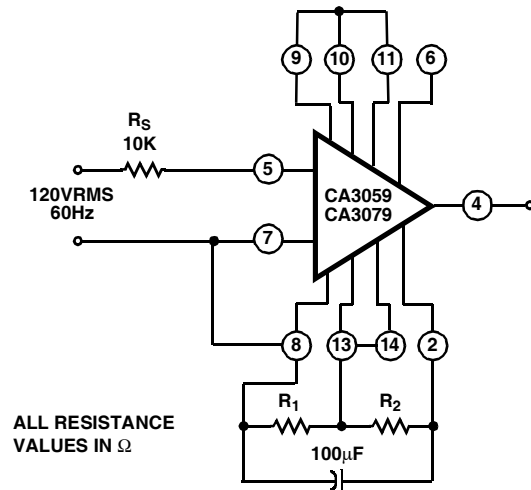 9 10 11 6
R_S
10K
5
120VRMS
60Hz
CA3059
CA3079
4
7
8 13 14 2
R_1 R_2
100μF
ALL RESISTANCE
VALUES IN Ω